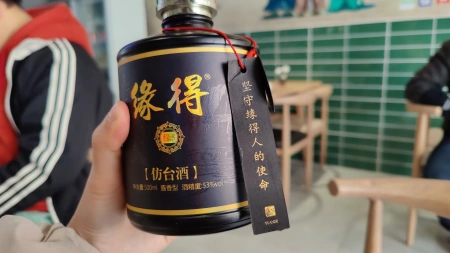 缘得®
【街台酒】
净含量:500ml 酱香型 酒精度:53%vol
坚守缘得人的使命